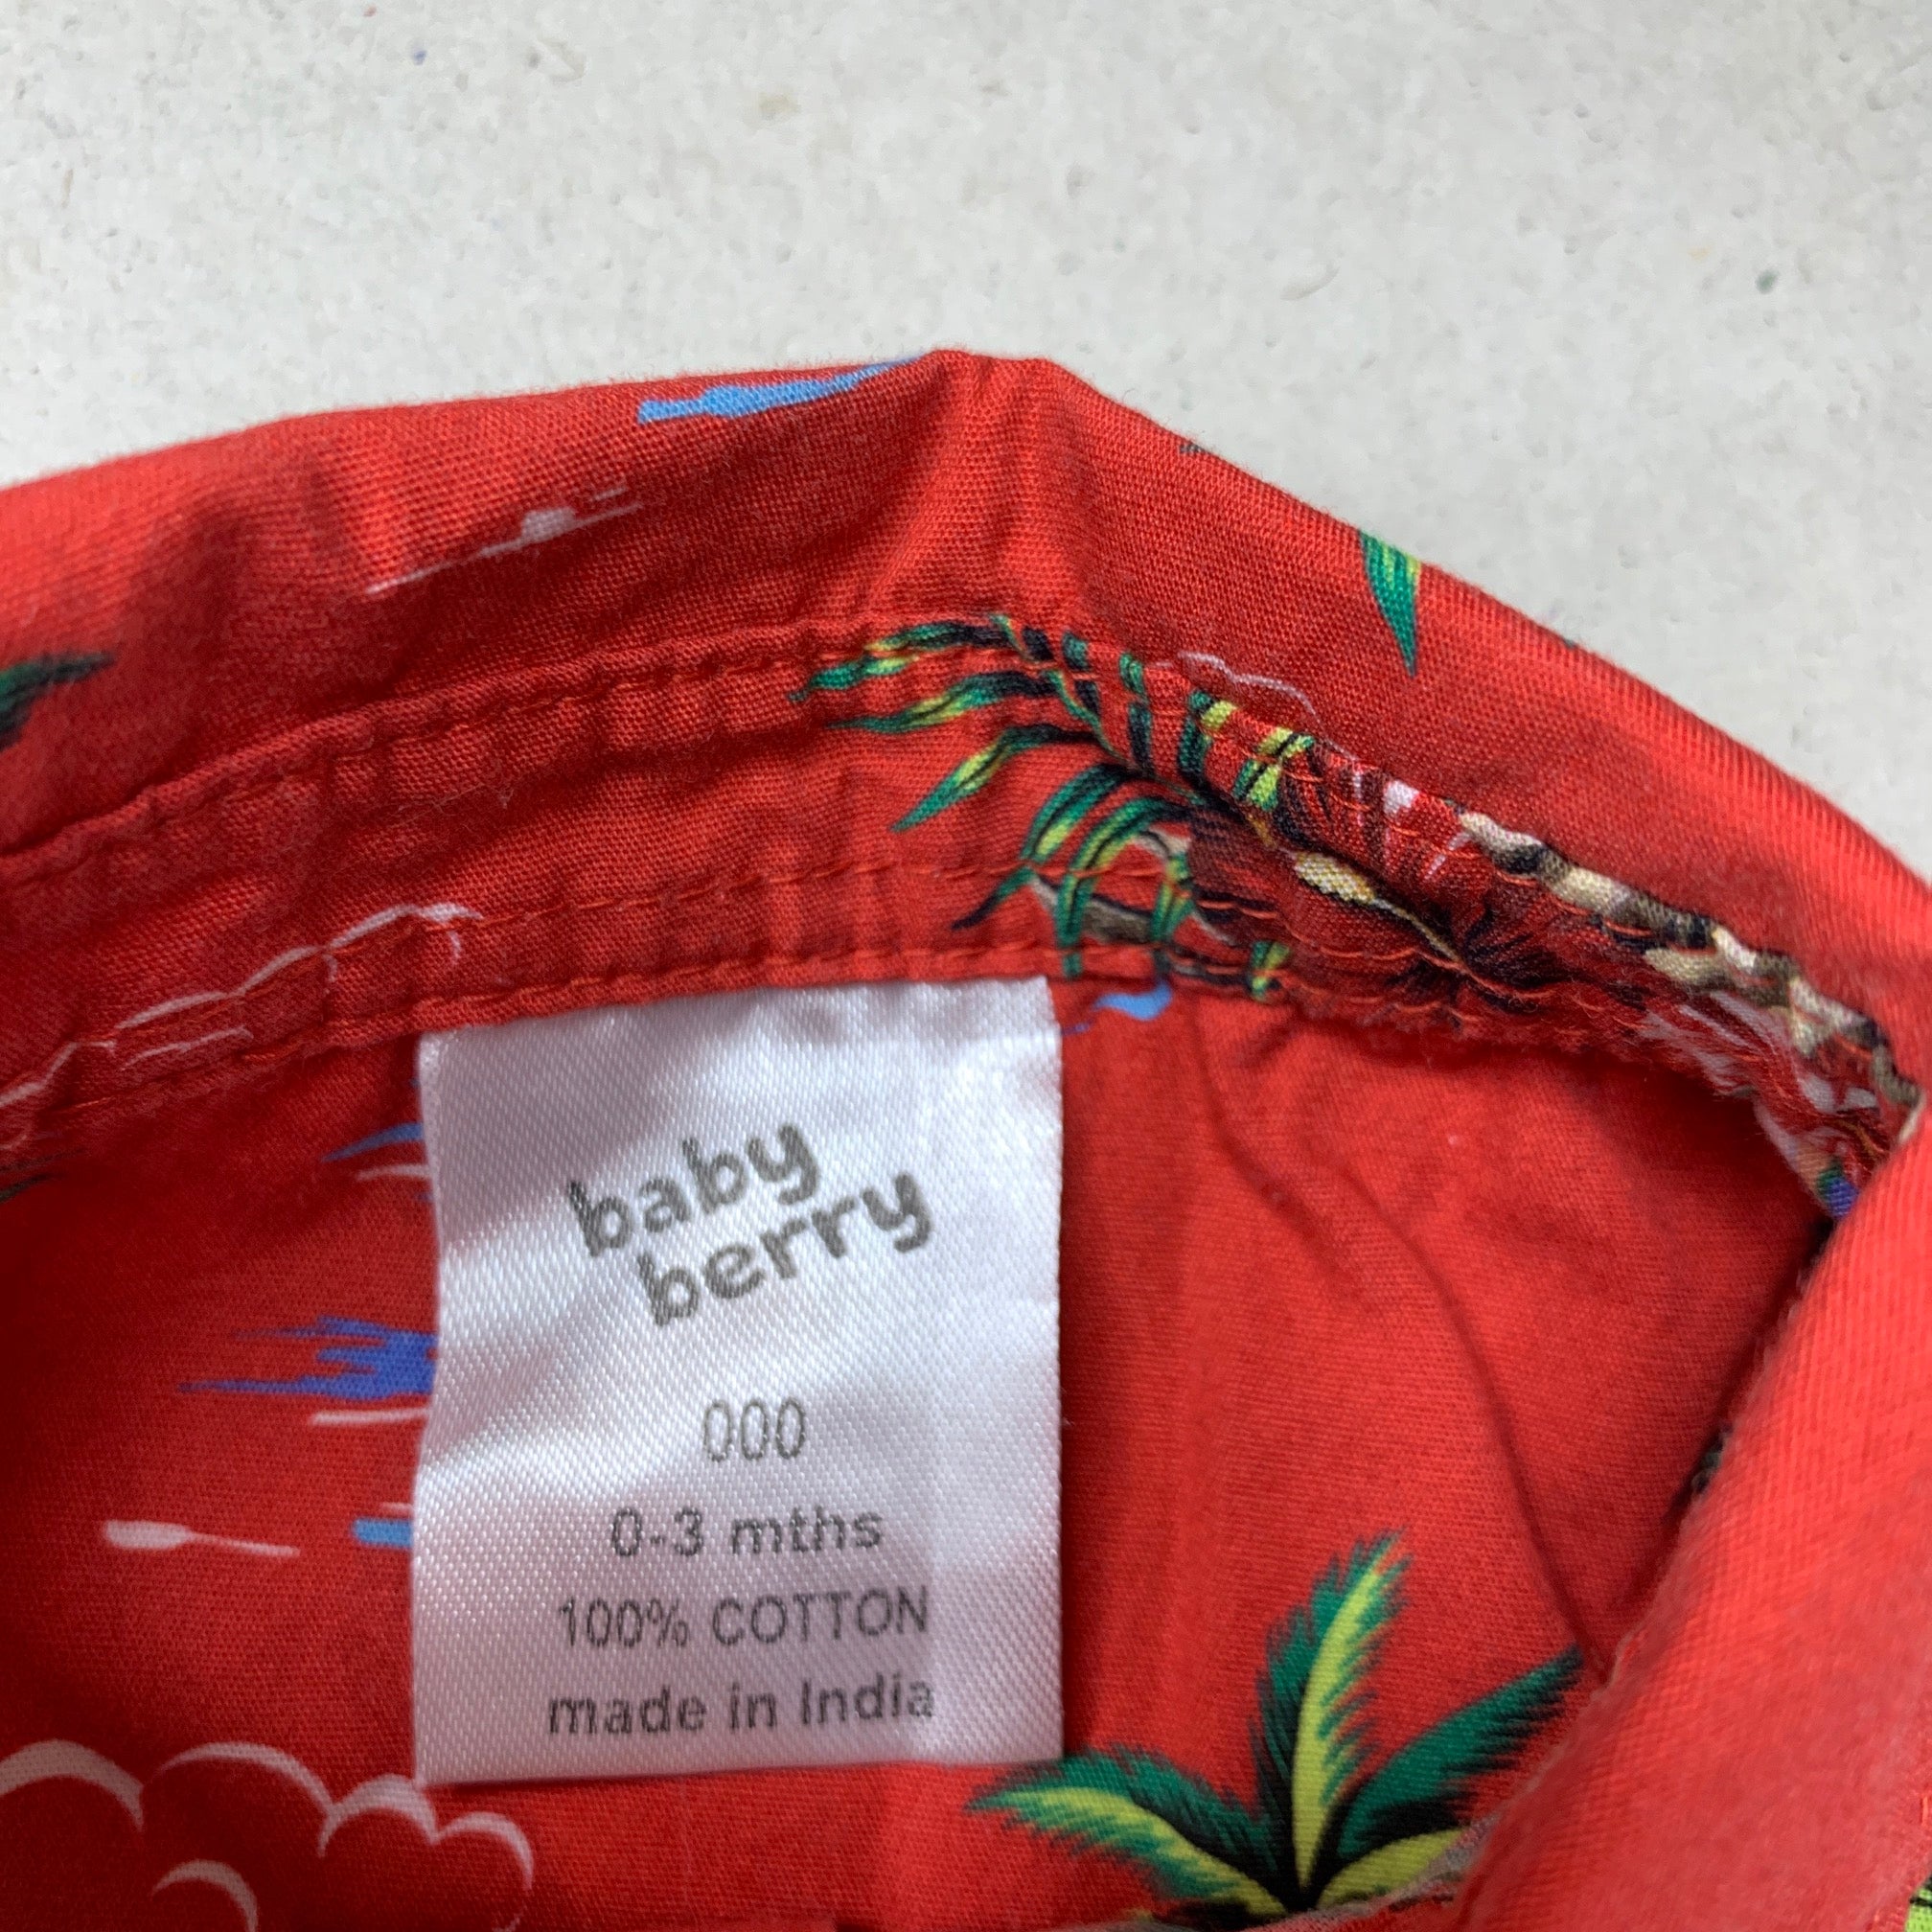 baby
berry
000
0-3 mths
100% COTTON
made in India